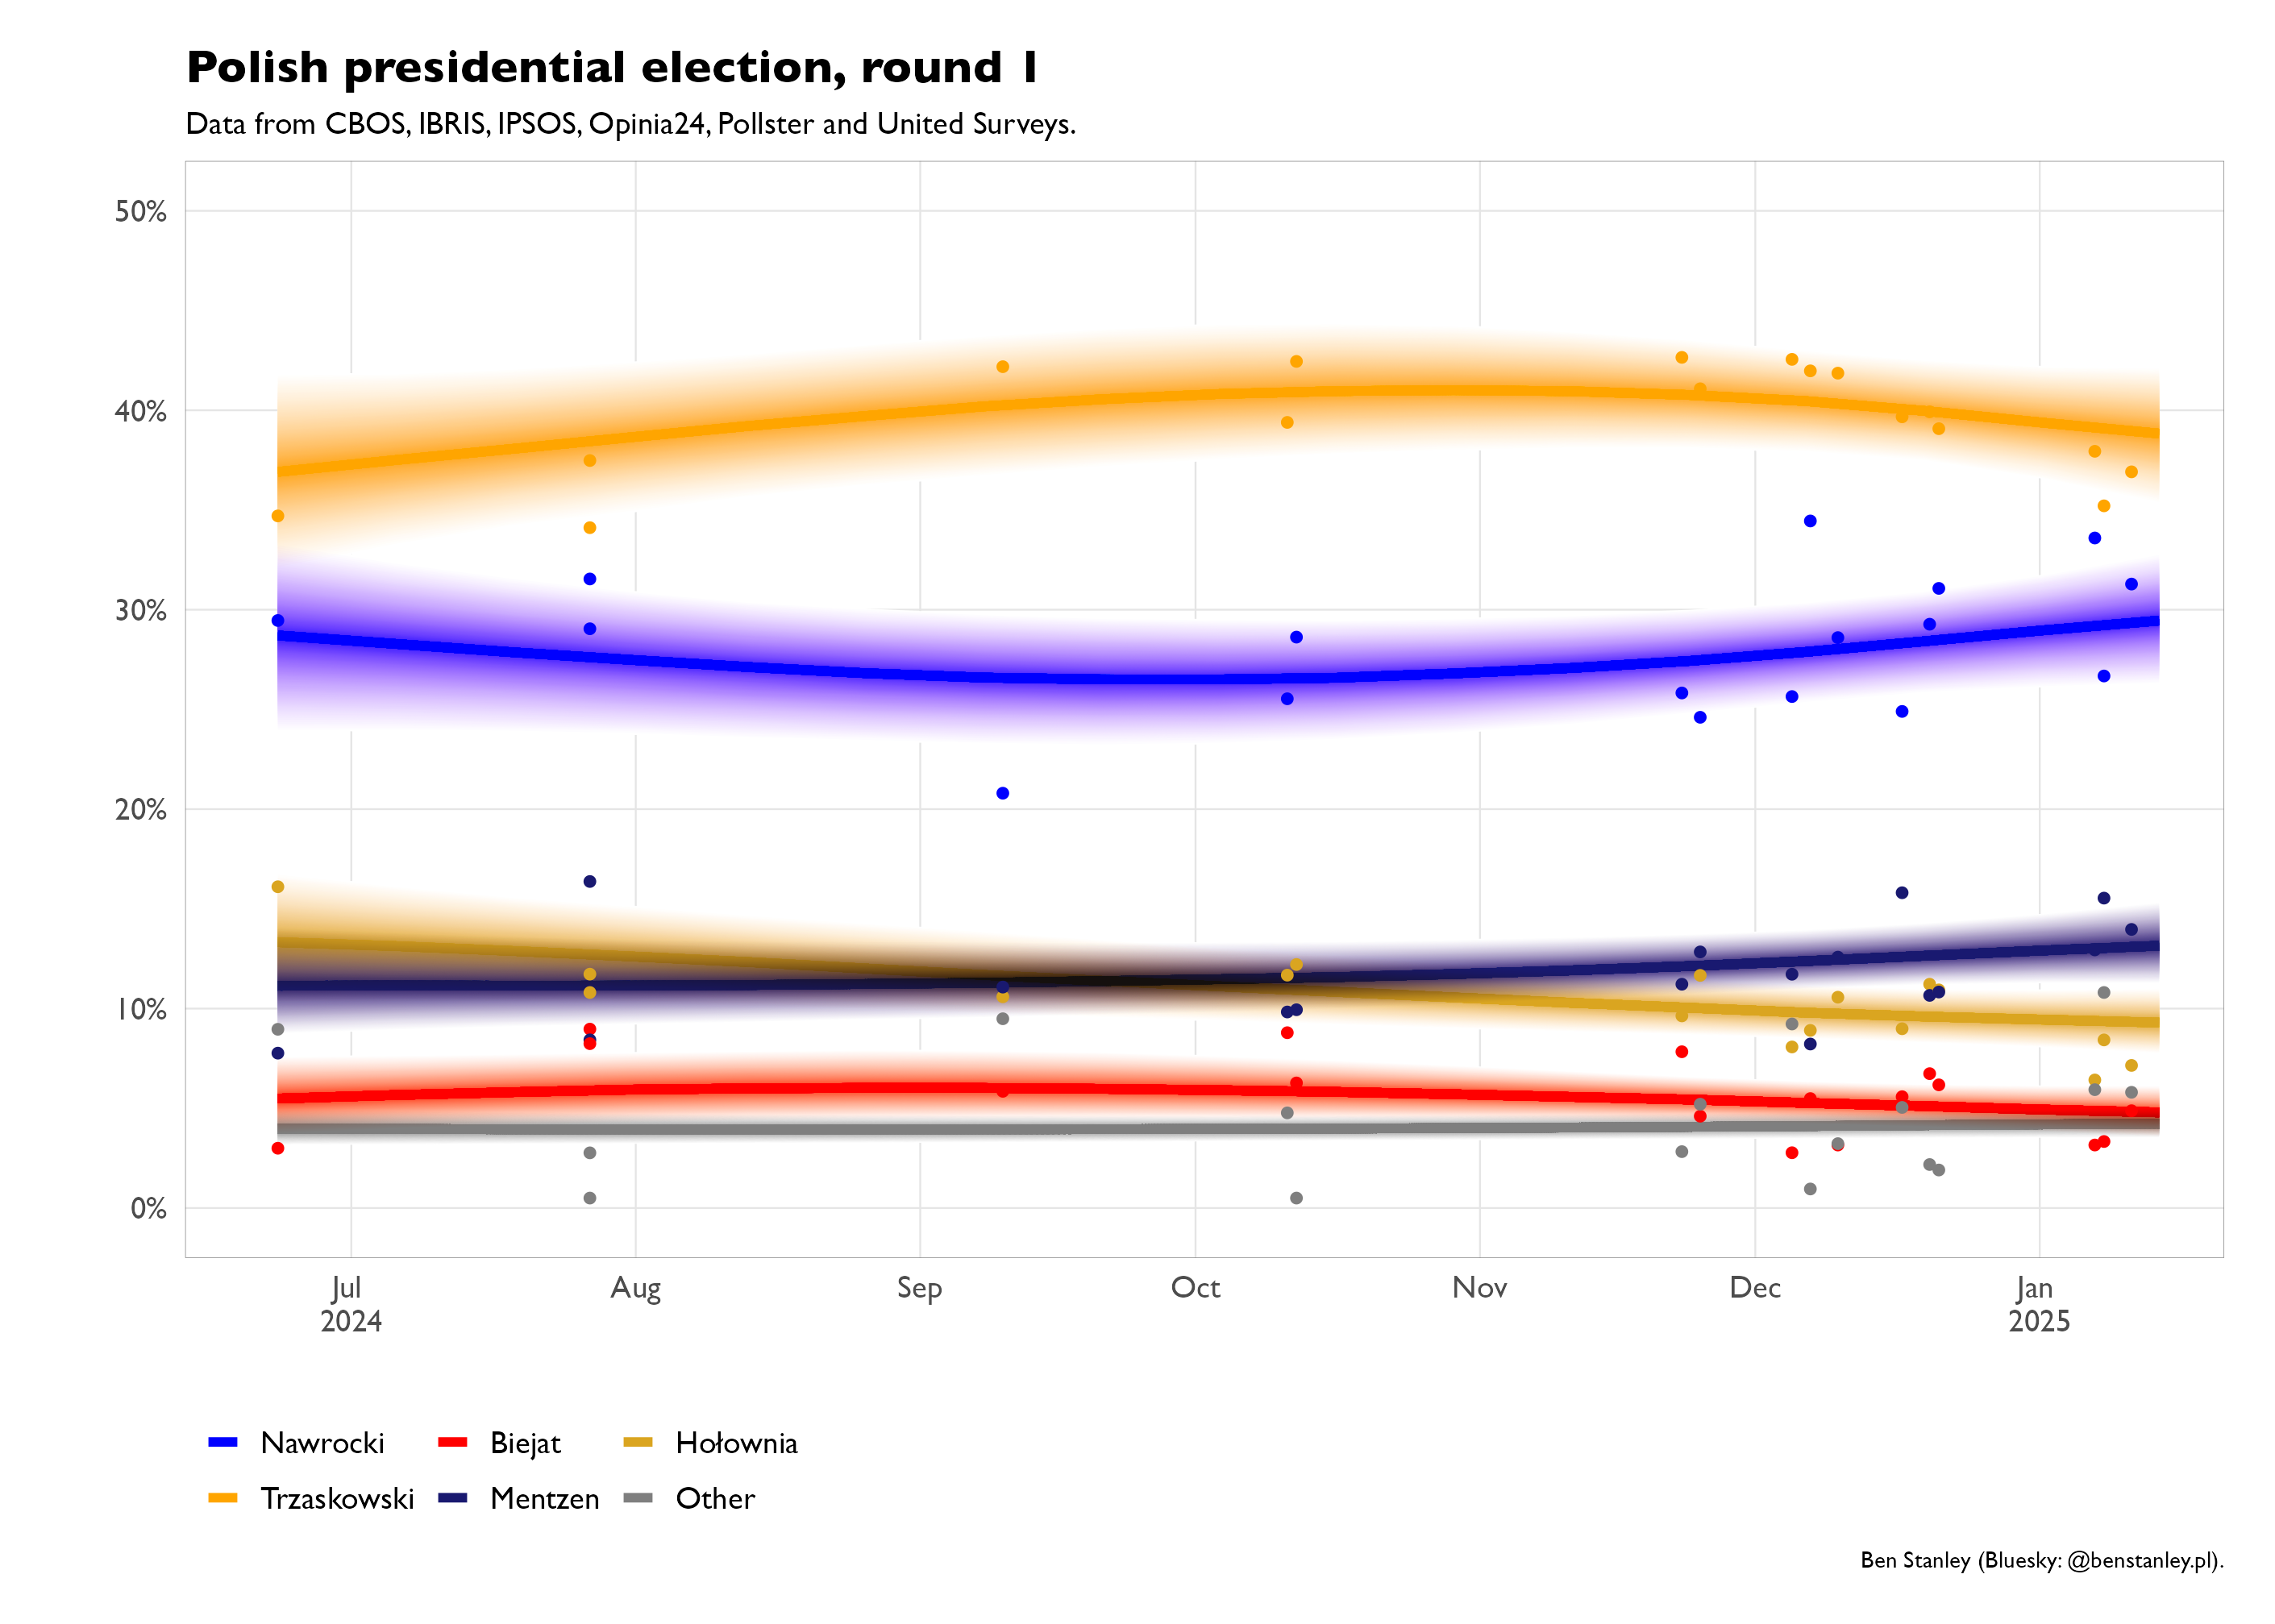 Polish presidential election, round 1
Data from CBOS, IBRIS, IPSOS, Opinia24, Pollster and United Surveys.
50%
40%
30%
20%
10%
0%
Jul Aug Sep Oct Nov Dec Jan
2024 2025
Nawrocki Biejat Hołownia
Trzaskowski Mentzen Other
Ben Stanley (Bluesky: @benstanley.pl).